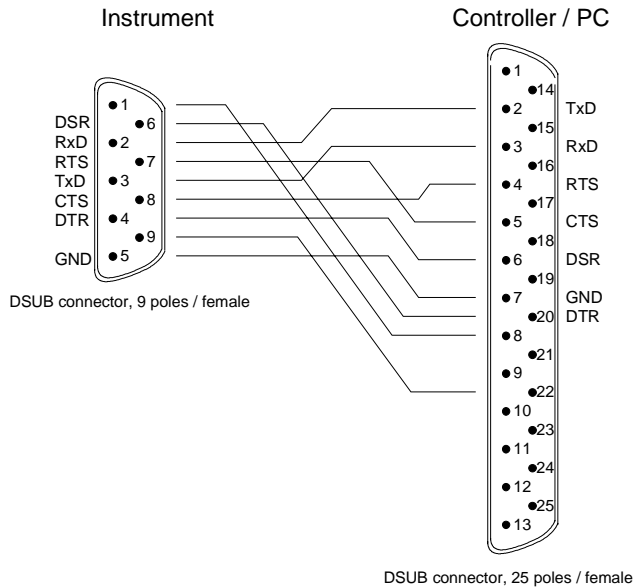 Instrument
Controller / PC
1
6
2
7
3
8
4
9
5
DSR
RxD
RTS
TxD
CTS
DTR
GND
DSUB connector, 9 poles / female
1
14
2
15
3
16
4
17
5
18
6
19
7
20
8
21
9
22
10
23
11
24
12
25
13
TxD
RxD
RTS
CTS
DSR
GND
DTR
DSUB connector, 25 poles / female